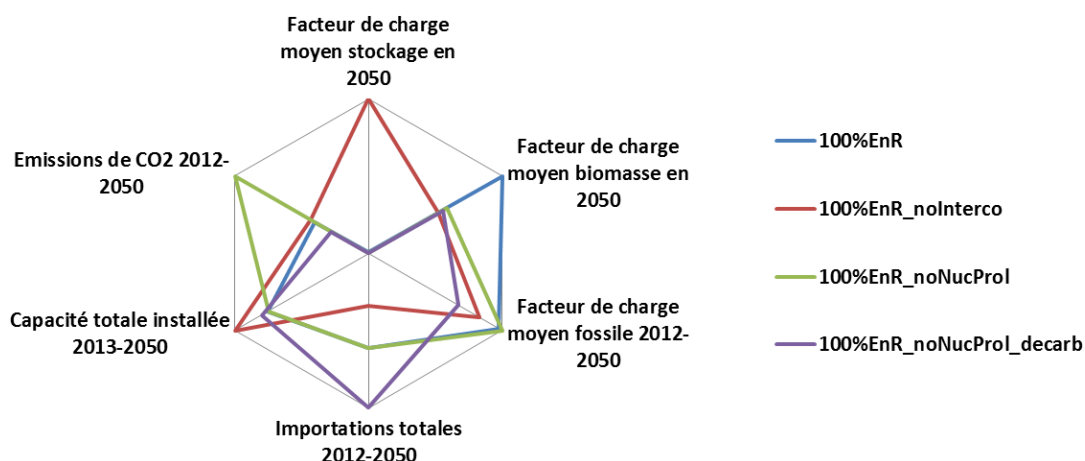 Facteur de charge
moyen stockage en
2050
Facteur de charge
moyen biomasse en
2050
Facteur de charge
moyen fossile 2012-
2050
Importations totales
2012-2050
Capacité totale installée
2013-2050
Emissions de CO2 2012-
2050
100%EnR
100%EnR_noInterco
100%EnR_noNucProl
100%EnR_noNucProl_decarb